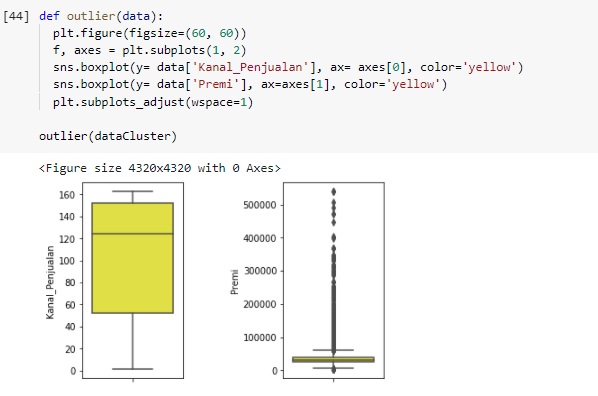 [44] def outlier(data):
plt.figure(figsize=(60, 60))
f, axes = plt.subplots(1, 2)
sns.boxplot(y= data['Kanal_Penjualan'], ax= axes[0], color='yellow')
sns.boxplot(y= data['Premi'], ax=axes[1], color='yellow')
plt.subplots_adjust(wspace=1)
outlier(dataCluster)
<Figure size 4320x4320 with 0 Axes>
Kanal_Penjualan
160
140
120
100
80
60
40
20
0
Premi
500000
400000
300000
200000
100000
0